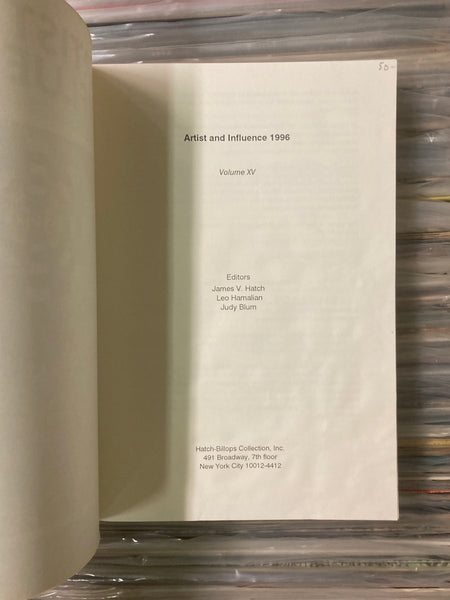 50-
Artist and Influence 1996
Volume XV
Editors
James V. Hatch
Leo Hamalian
Judy Blum
Hatch-Billops Collection, Inc.
491 Broadway, 7th floor
New York City 10012-4412